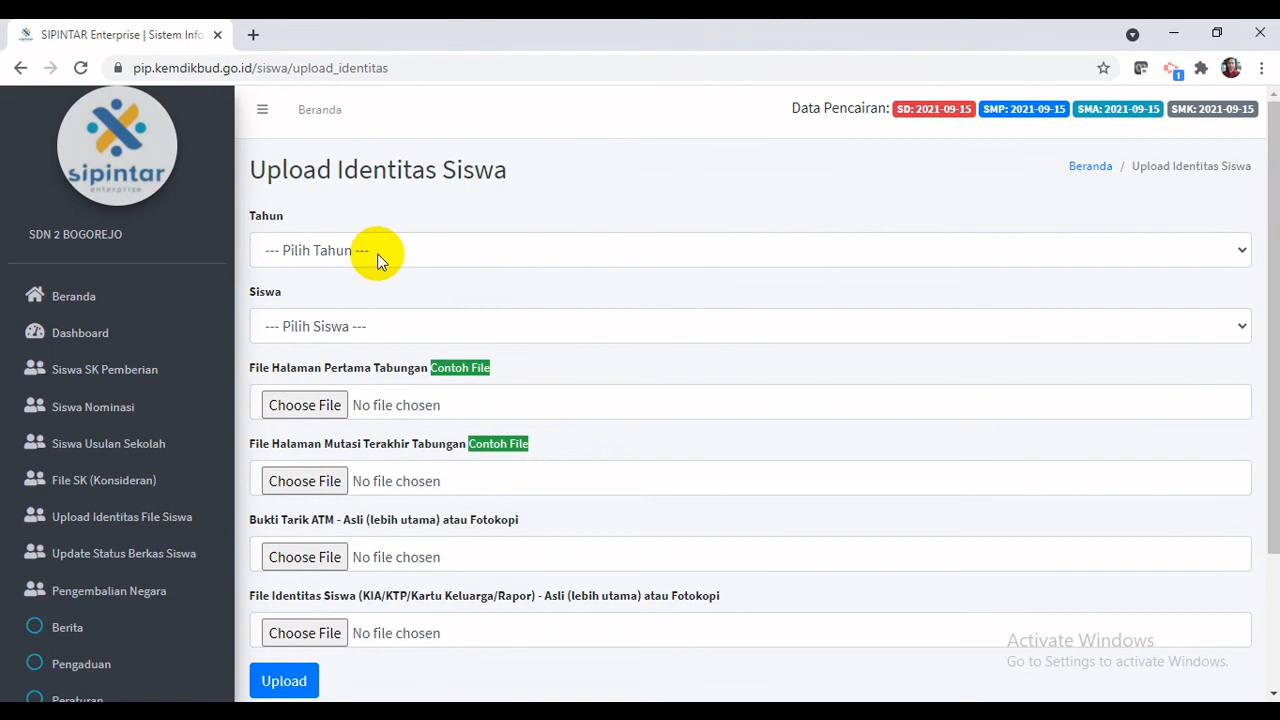 SIPINTAR Enterprise | Sistem Info
pip.kemdikbud.go.id/siswa/upload_identitas
1
sipintar
enterprise
SDN 2 BOGOREJO
Beranda
Dashboard
Siswa SK Pemberian
Siswa Nominasi
Siswa Usulan Sekolah
File SK (Konsideran)
Upload Identitas File Siswa
Update Status Berkas Siswa
Pengembalian Negara
Berita
Pengaduan
Peraturan
Beranda
Data Pencairan: SD: 2021-09-15 SMP: 2021-09-15 SMA: 2021-09-15 SMK: 2021-09-15
Upload Identitas Siswa
Beranda / Upload Identitas Siswa
Tahun
--- Pilih Tahun ---
Siswa
--- Pilih Siswa ---
File Halaman Pertama Tabungan Contoh File
Choose File No file chosen
File Halaman Mutasi Terakhir Tabungan Contoh File
Choose File No file chosen
Bukti Tarik ATM - Asli (lebih utama) atau Fotokopi
Choose File No file chosen
File Identitas Siswa (KIA/KTP/Kartu Keluarga/Rapor) - Asli (lebih utama) atau Fotokopi
Choose File No file chosen
Upload
Activate Windows
Go to Settings to activate Windows.